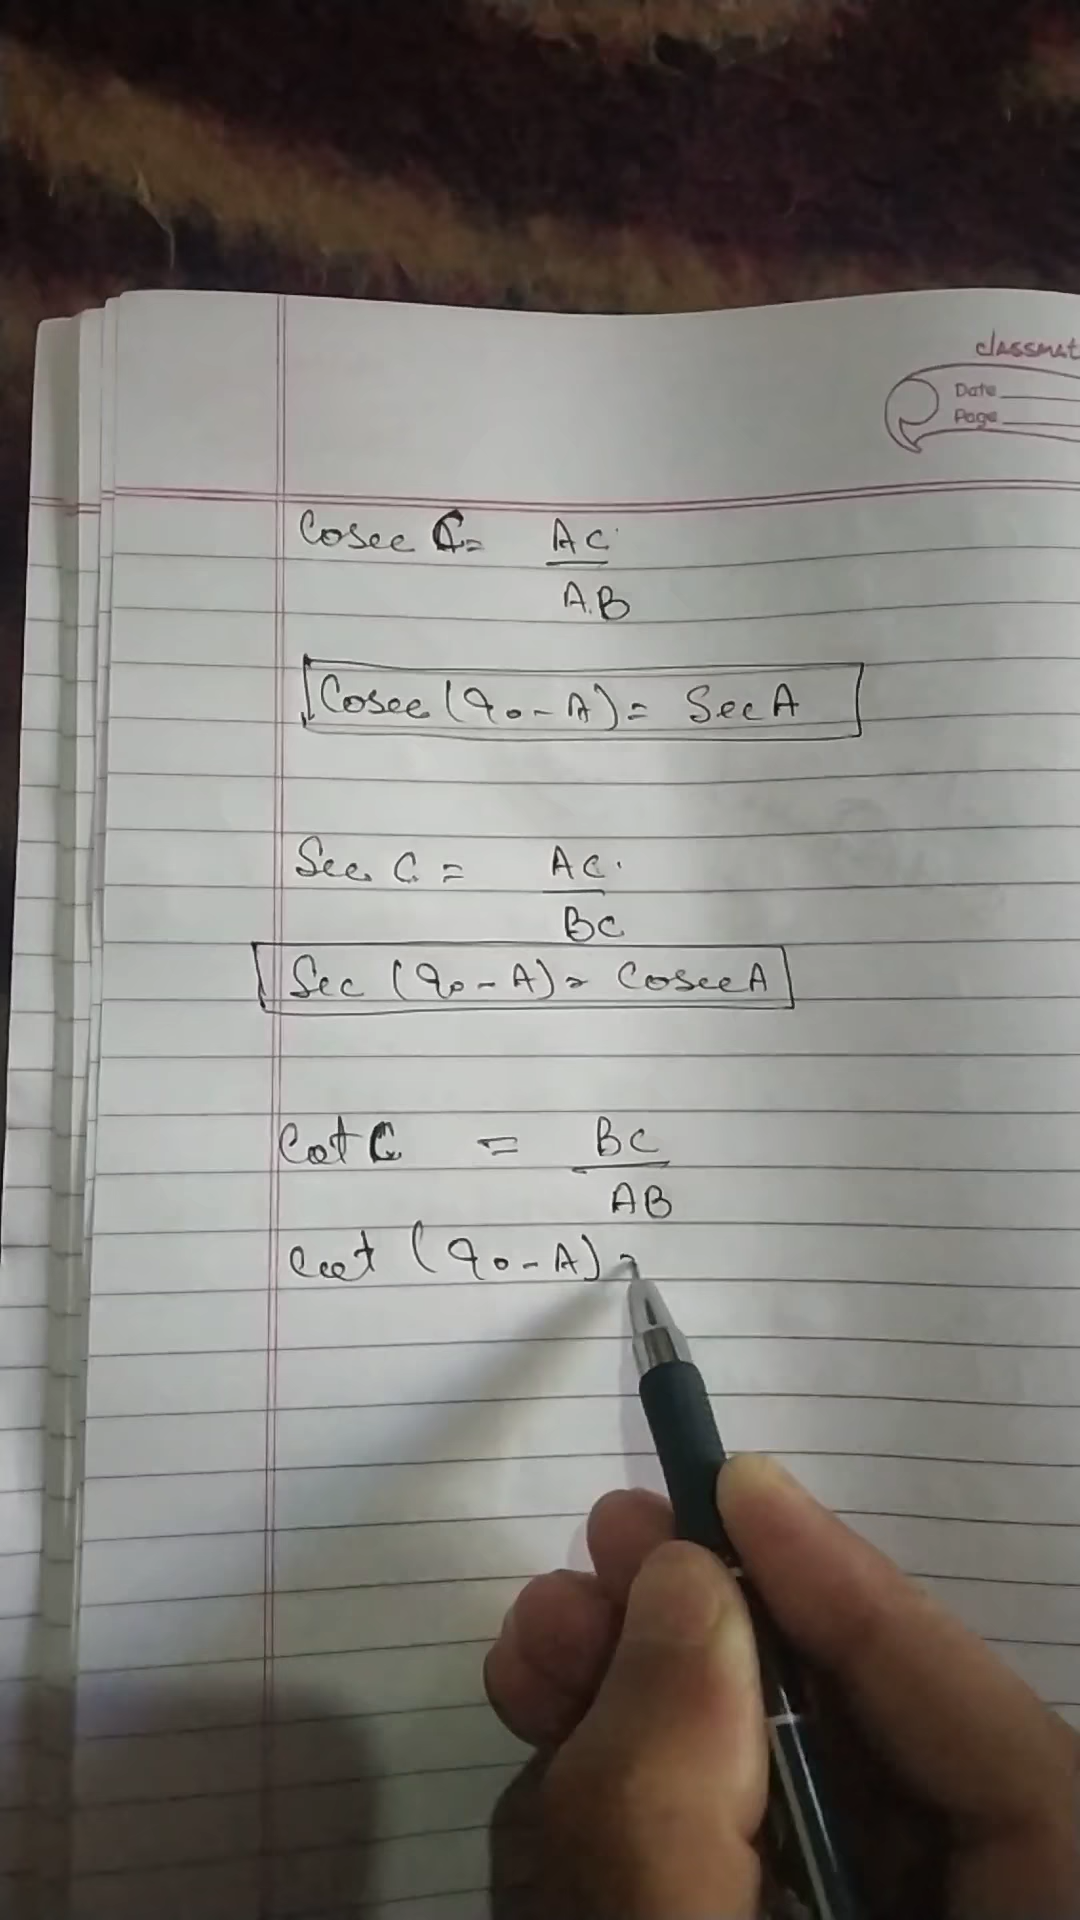 classmat
Date
Page
Cosec C = AC
AB
Cosec (90-A) = Sec A
Sec C = AC
BC
Sec (90-A) = Cosec A
Cot C = BC
AB
Cot (90-A) =